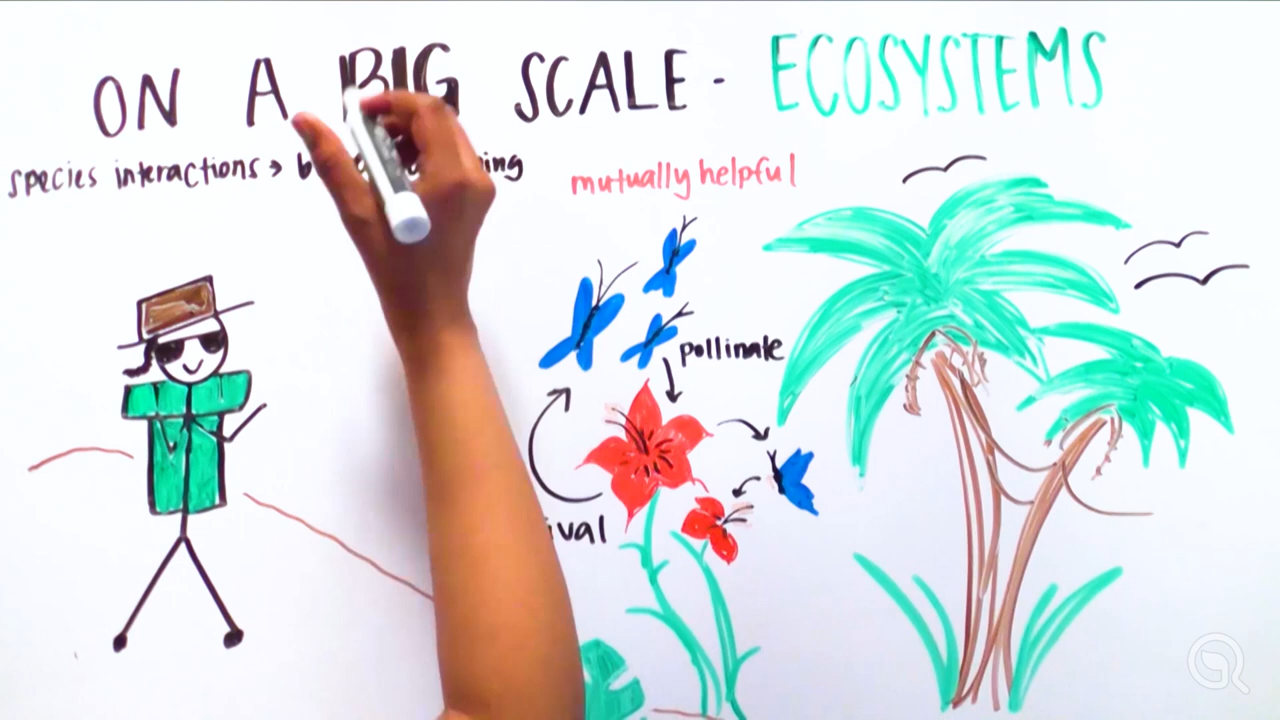 ON A BIG SCALE - ECOSYSTEMS
species interactions →
mutually helpful
pollinate